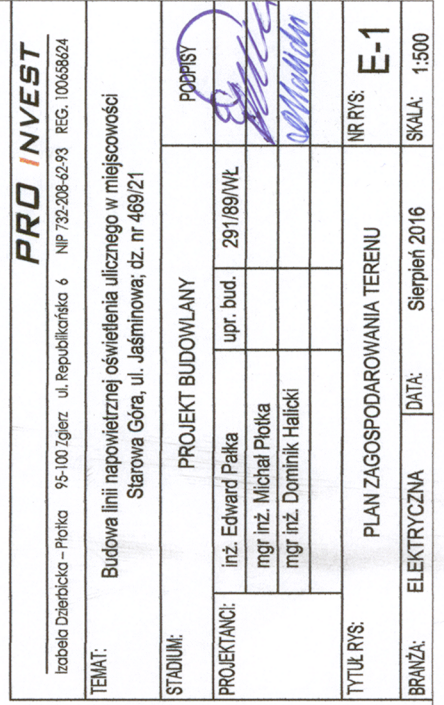 PRO INVEST
Izabela Dzierbicka – Płotka 95-100 Zgierz ul. Republikańska 6 NIP 732-208-62-93 REG. 100658624
TEMAT:
Budowa linii napowietrznej oświetlenia ulicznego w miejscowości
Starowa Góra, ul. Jaśminowa; dz. nr 469/21
STADIUM: PROJEKT BUDOWLANY PODPISY
PROJEKTANCI: inż. Edward Pałka upr. bud. 291/89/WŁ
mgr inż. Michał Płotka
mgr inż. Dominik Halicki
TYTUŁ RYS: PLAN ZAGOSPODAROWANIA TERENU NR RYS: E-1
BRANŻA: ELEKTRYCZNA DATA: Sierpień 2016 SKALA: 1:500